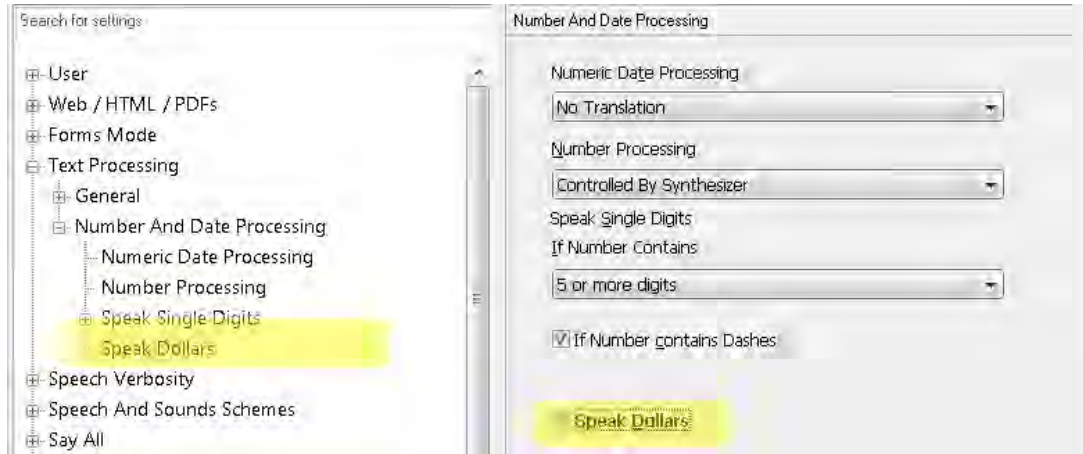 Search for settings
User
Web / HTML / PDFs
Forms Mode
Text Processing
General
Number And Date Processing
Numeric Date Processing
Number Processing
Speak Single Digits
Speak Dollars
Speech Verbosity
Speech And Sounds Schemes
Say All
Number And Date Processing
Numeric Date Processing
No Translation
Number Processing
Controlled By Synthesizer
Speak Single Digits
If Number Contains
5 or more digits
If Number contains Dashes
Speak Dollars